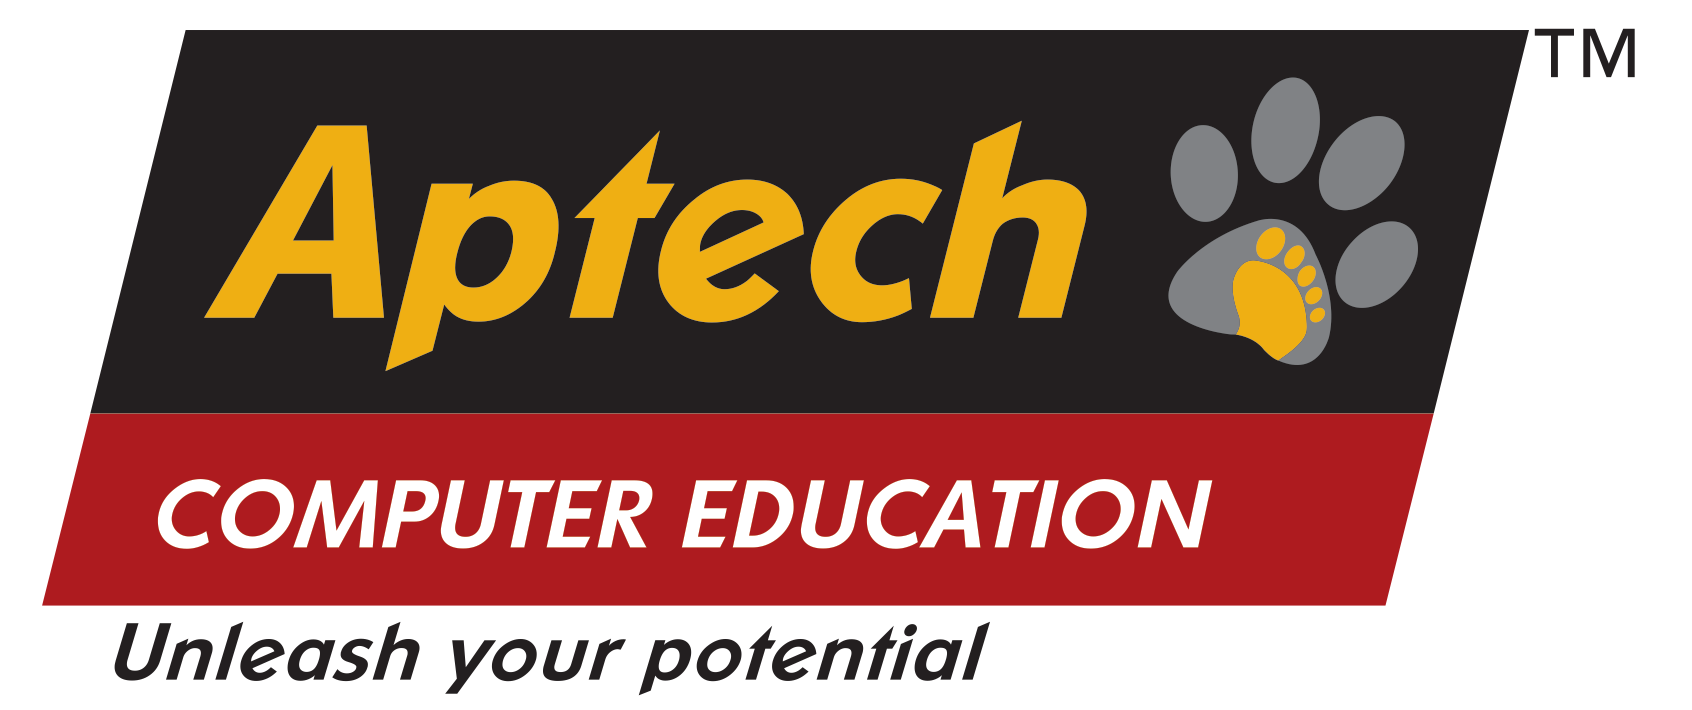 Aptech
TM
COMPUTER EDUCATION
Unleash your potential